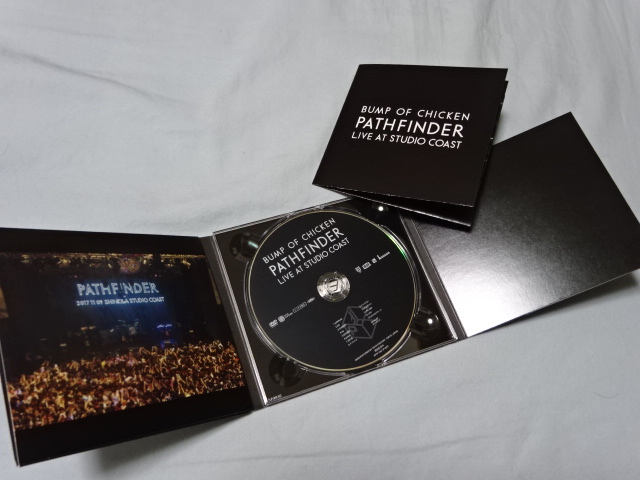 BUMP OF CHICKEN
PATHFINDER
LIVE AT STUDIO COAST
BUMP OF CHICKEN
PATHFINDER
LIVE AT STUDIO COAST
PATHFINDER
2017 11 09 SHINKIBA STUDIO COAST